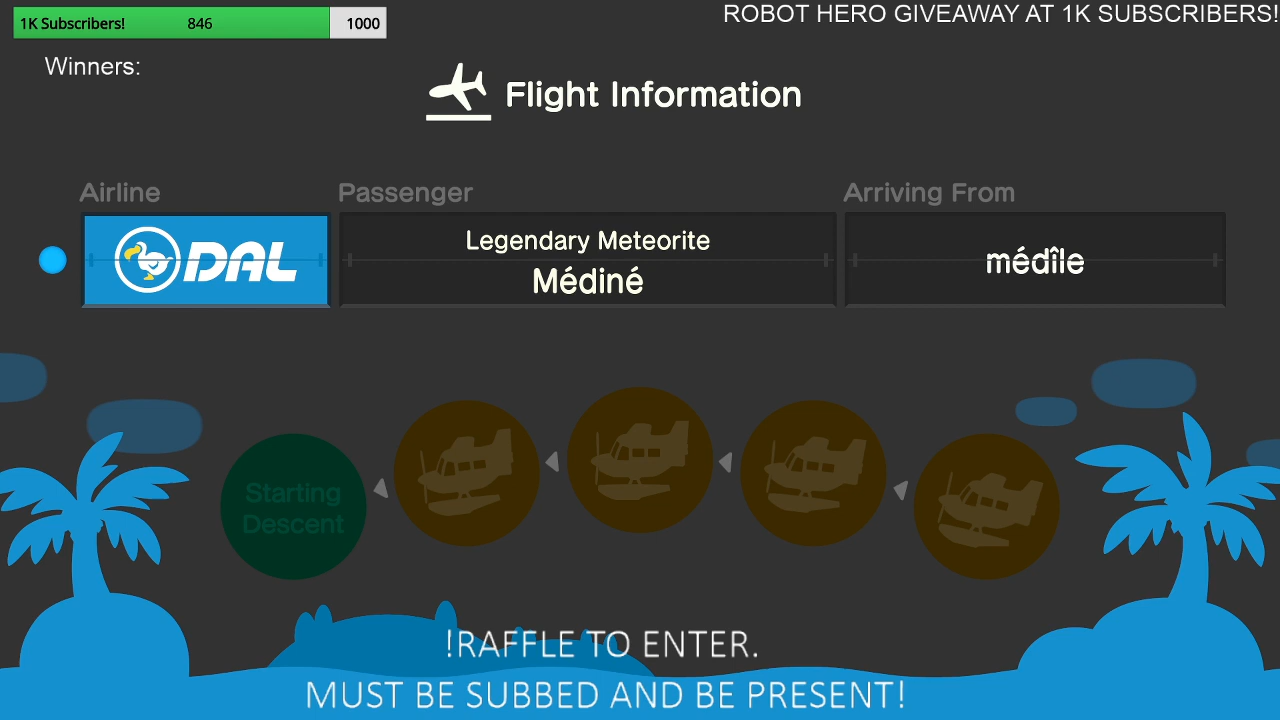 1K Subscribers! 846 1000
ROBOT HERO GIVEAWAY AT 1K SUBSCRIBERS!
Winners:
Flight Information
Airline
Passenger
Arriving From
DAL
Legendary Meteorite
Médiné
médîle
Starting
Descent
!RAFFLE TO ENTER.
MUST BE SUBBED AND BE PRESENT!